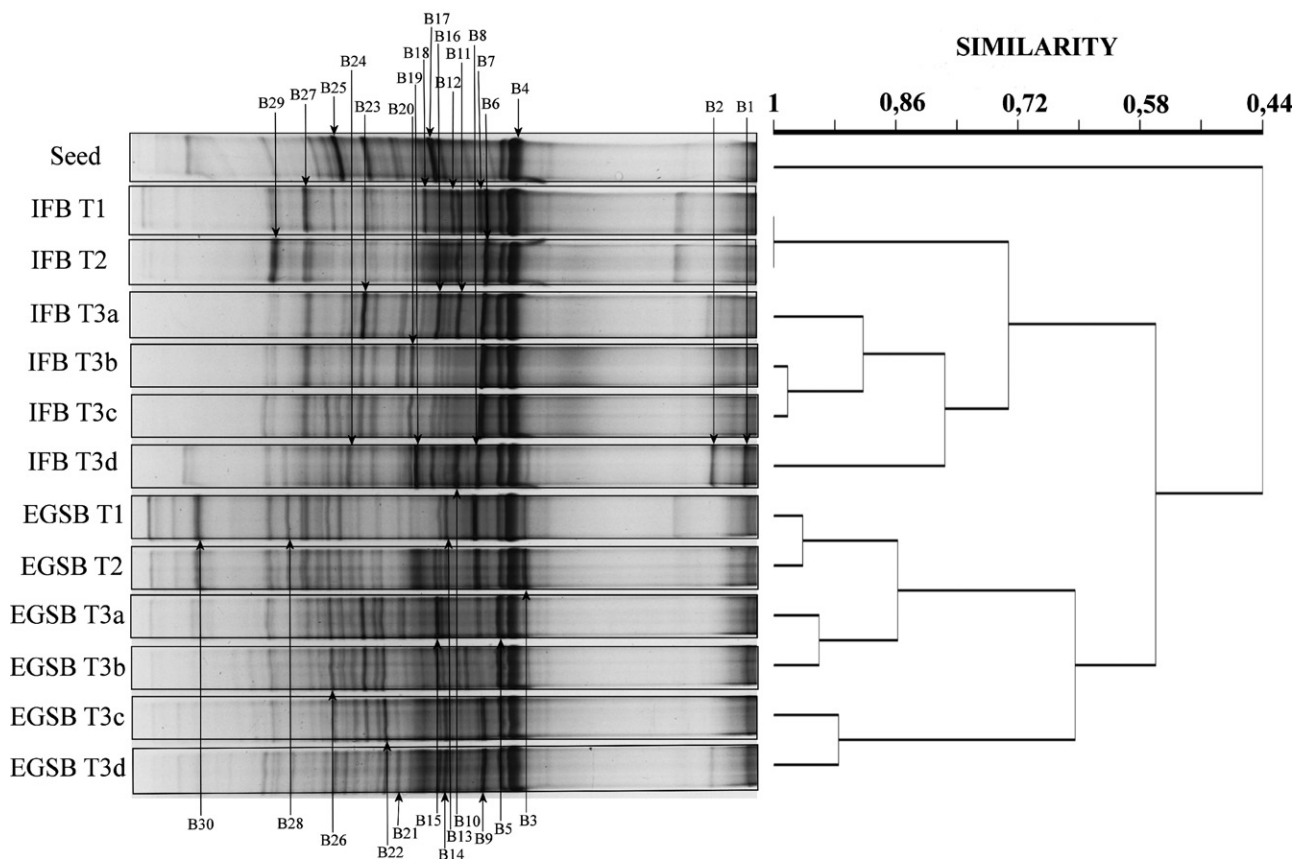 SIMILARITY
1 0,86 0,72 0,58 0,44
B17
B16 B8
B24 B18 B11 B7
B25 B19 B12 B4
B29 B27 B23 B20 B6 B2 B1
Seed
IFB T1
IFB T2
IFB T3a
IFB T3b
IFB T3c
IFB T3d
EGSB T1
EGSB T2
EGSB T3a
EGSB T3b
EGSB T3c
EGSB T3d
B30 B28 B26 B21 B15 B10 B5 B3
B22 B13 B9
B14